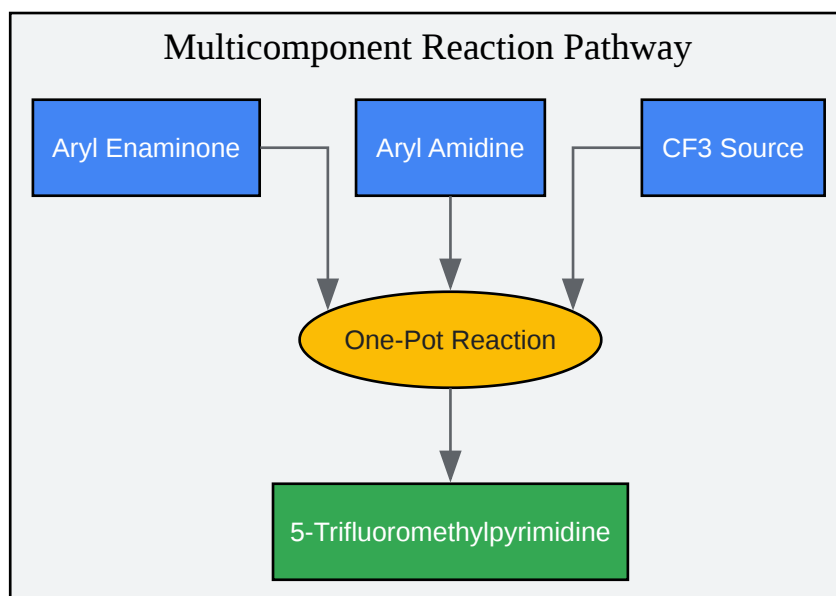 Multicomponent Reaction Pathway
Aryl Enaminone
Aryl Amidine
CF3 Source
One-Pot Reaction
5-Trifluoromethylpyrimidine